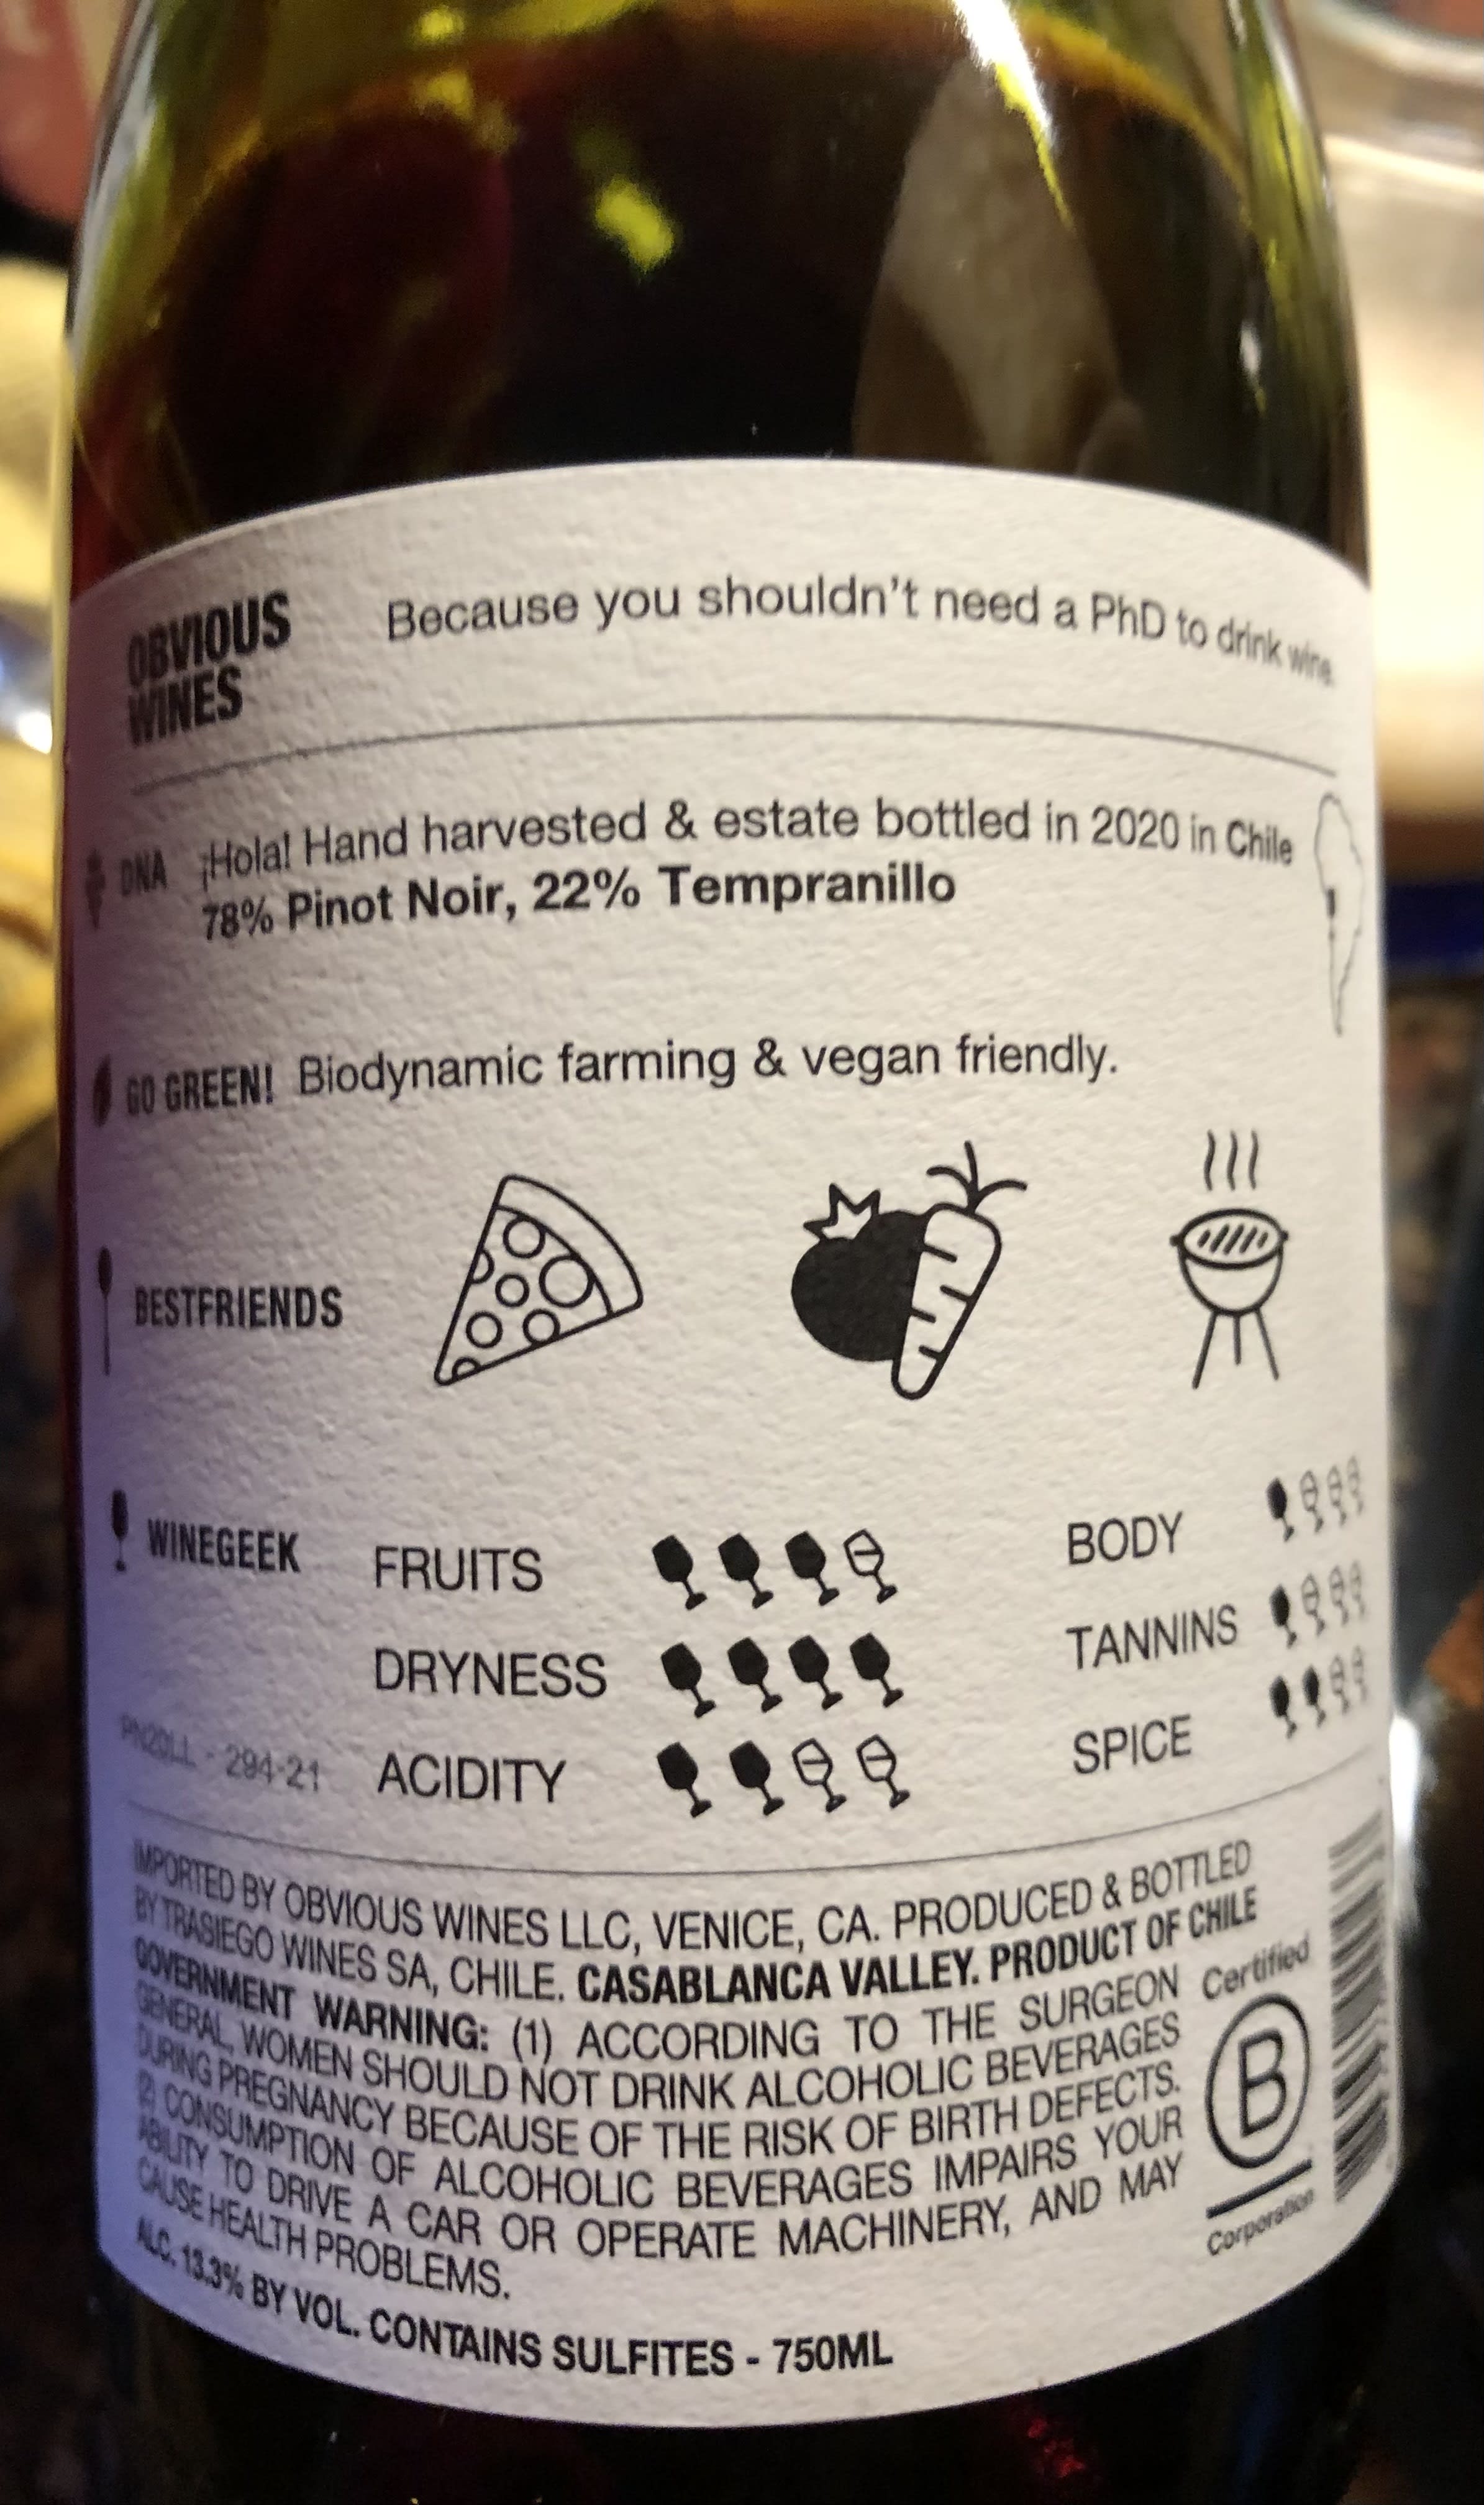 OBVIOUS
WINES
Because you shouldn't need a PhD to drink wine.
DNA ¡Hola! Hand harvested & estate bottled in 2020 in Chile
78% Pinot Noir, 22% Tempranillo
GO GREEN! Biodynamic farming & vegan friendly.
BESTFRIENDS
WINEGEEK
FRUITS
DRYNESS
ACIDITY
BODY
TANNINS
SPICE
PN20LL - 294-21
IMPORTED BY OBVIOUS WINES LLC, VENICE, CA. PRODUCED & BOTTLED
BY TRASIEGO WINES SA, CHILE. CASABLANCA VALLEY. PRODUCT OF CHILE
GOVERNMENT WARNING: (1) ACCORDING TO THE SURGEON
GENERAL, WOMEN SHOULD NOT DRINK ALCOHOLIC BEVERAGES
DURING PREGNANCY BECAUSE OF THE RISK OF BIRTH DEFECTS.
(2) CONSUMPTION OF ALCOHOLIC BEVERAGES IMPAIRS YOUR
ABILITY TO DRIVE A CAR OR OPERATE MACHINERY, AND MAY
CAUSE HEALTH PROBLEMS.
ALC. 13.3% BY VOL. CONTAINS SULFITES - 750ML
Certified
B
Corporation